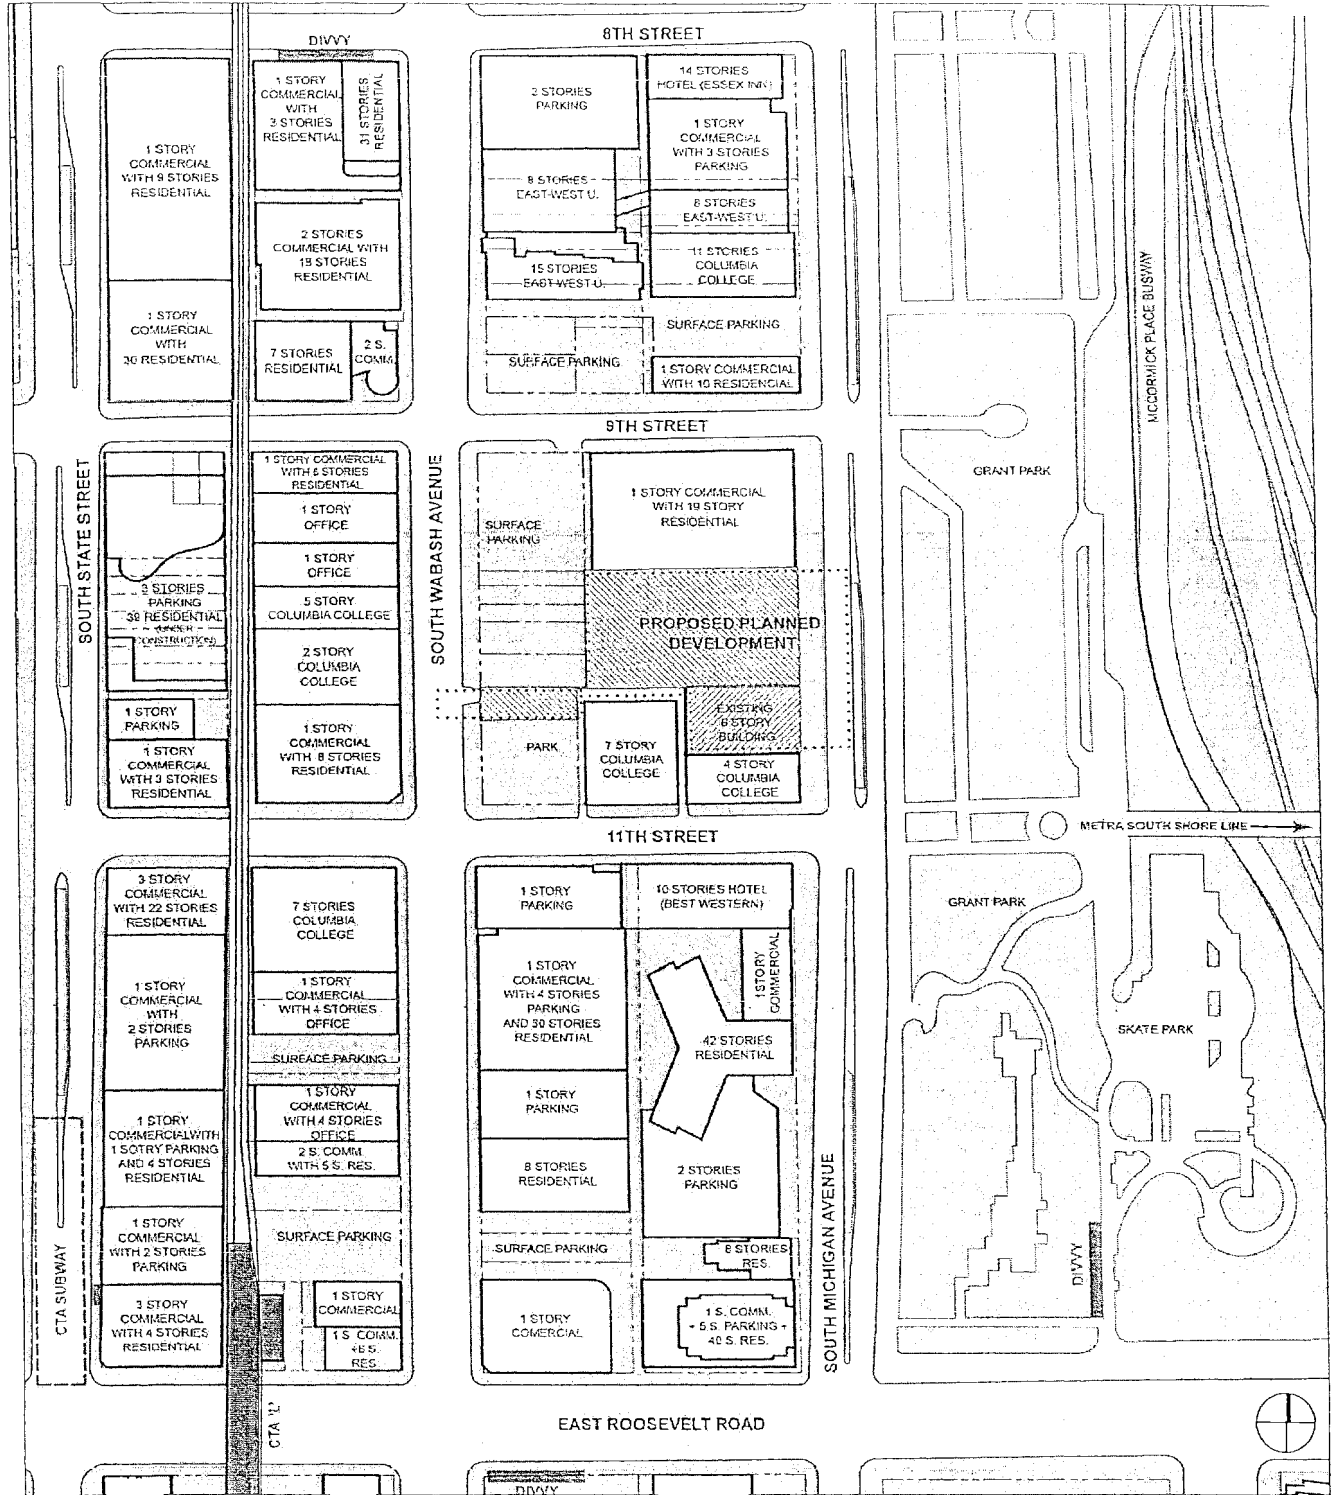 DIVVY
8TH STREET
1 STORY
COMMERCIAL
WITH 9 STORIES
RESIDENTIAL
1 STORY
COMMERCIAL
WITH
3 STORIES
RESIDENTIAL
31 STORIES
RESIDENTIAL
2 STORIES
COMMERCIAL WITH
19 STORIES
RESIDENTIAL
1 STORY
COMMERCIAL
WITH
30 RESIDENTIAL
7 STORIES
RESIDENTIAL
2 S.
COMM.
3 STORIES
PARKING
14 STORIES
HOTEL (ESSEX INN)
1 STORY
COMMERCIAL
WITH 3 STORIES
PARKING
8 STORIES
EAST-WEST U.
8 STORIES
EAST-WEST U.
15 STORIES
EAST-WEST U.
11 STORIES
COLUMBIA
COLLEGE
SURFACE PARKING
SURFACE PARKING
1 STORY COMMERCIAL
WITH 10 RESIDENCIAL
MCCORMICK PLACE BUSWAY
9TH STREET
SOUTH STATE STREET
SOUTH WABASH AVENUE
GRANT PARK
3 STORIES
PARKING
39 RESIDENTIAL
(UNDER
CONSTRUCTION)
1 STORY
PARKING
1 STORY
COMMERCIAL
WITH 3 STORIES
RESIDENTIAL
1 STORY COMMERCIAL
WITH 6 STORIES
RESIDENTIAL
1 STORY
OFFICE
1 STORY
OFFICE
5 STORY
COLUMBIA COLLEGE
2 STORY
COLUMBIA
COLLEGE
1 STORY
COMMERCIAL
WITH 8 STORIES
RESIDENTIAL
SURFACE
PARKING
1 STORY COMMERCIAL
WITH 19 STORY
RESIDENTIAL
PROPOSED PLANNED
DEVELOPMENT
EXISTING
6 STORY
BUILDING
PARK
7 STORY
COLUMBIA
COLLEGE
4 STORY
COLUMBIA
COLLEGE
11TH STREET
METRA SOUTH SHORE LINE
3 STORY
COMMERCIAL
WITH 22 STORIES
RESIDENTIAL
1 STORY
COMMERCIAL
WITH
2 STORIES
PARKING
1 STORY
COMMERCIALWITH
1 SOTRY PARKING
AND 4 STORIES
RESIDENTIAL
1 STORY
COMMERCIAL
WITH 2 STORIES
PARKING
3 STORY
COMMERCIAL
WITH 4 STORIES
RESIDENTIAL
CTA SUBWAY
7 STORIES
COLUMBIA
COLLEGE
1 STORY
COMMERCIAL
WITH 4 STORIES
OFFICE
SURFACE PARKING
1 STORY
COMMERCIAL
WITH 4 STORIES
OFFICE
2 S. COMM.
WITH 5 S. RES.
SURFACE PARKING
1 STORY
COMMERCIAL
1 S. COMM.
+6 S.
RES.
CTA 'L'
1 STORY
PARKING
10 STORIES HOTEL
(BEST WESTERN)
1 STORY
COMMERCIAL
WITH 4 STORIES
PARKING
AND 30 STORIES
RESIDENTIAL
1 STORY
COMMERCIAL
42 STORIES
RESIDENTIAL
1 STORY
PARKING
8 STORIES
RESIDENTIAL
2 STORIES
PARKING
SURFACE PARKING
8 STORIES
RES.
1 STORY
COMERCIAL
1 S. COMM.
+ 5 S. PARKING +
40 S. RES.
SOUTH MICHIGAN AVENUE
GRANT PARK
SKATE PARK
DIVVY
EAST ROOSEVELT ROAD
DIVVY